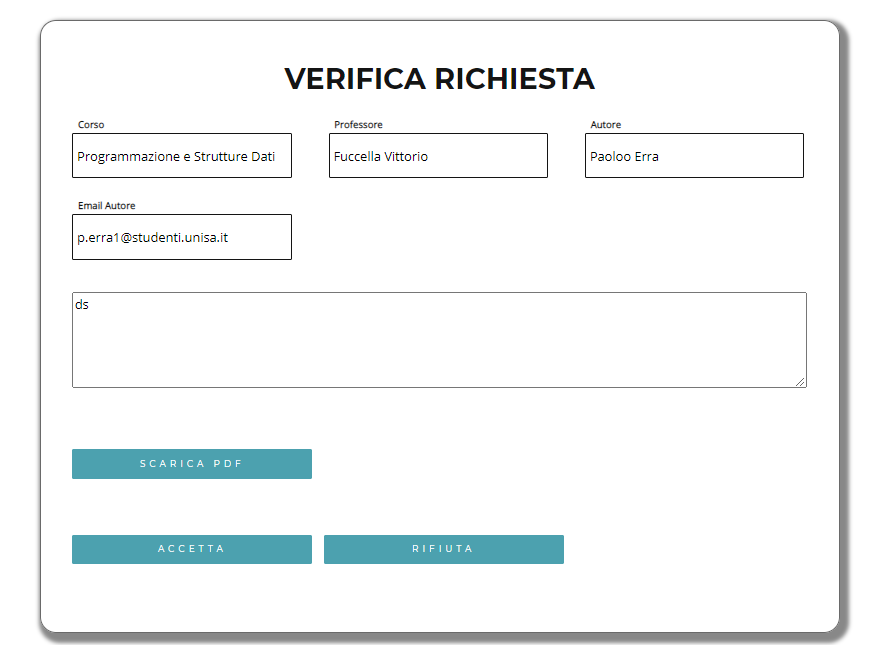 VERIFICA RICHIESTA
Corso
Professore
Autore
Programmazione e Strutture Dati
Fuccella Vittorio
Paoloo Erra
Email Autore
p.erra1@studenti.unisa.it
ds
SCARICA PDF
ACCETTA
RIFIUTA